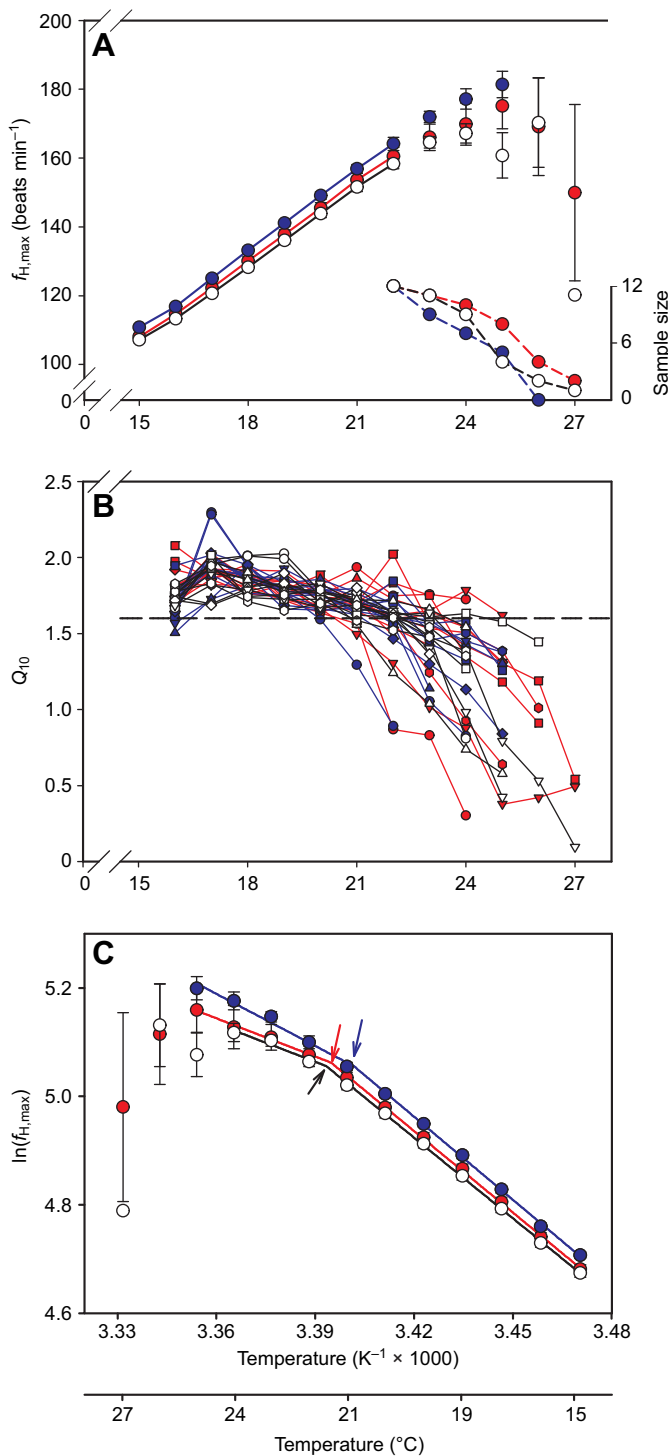 A
200
180
160
140
120
100
0
fH,max (beats min–1)
12
6
0
Sample size
0 15 18 21 24 27
B
2.5
2.0
1.5
1.0
0.5
0
Q10
0 15 18 21 24 27
C
5.2
5.0
4.8
4.6
ln(fH,max)
3.33 3.36 3.39 3.42 3.45 3.48
Temperature (K–1 × 1000)
27 24 21 19 15
Temperature (°C)